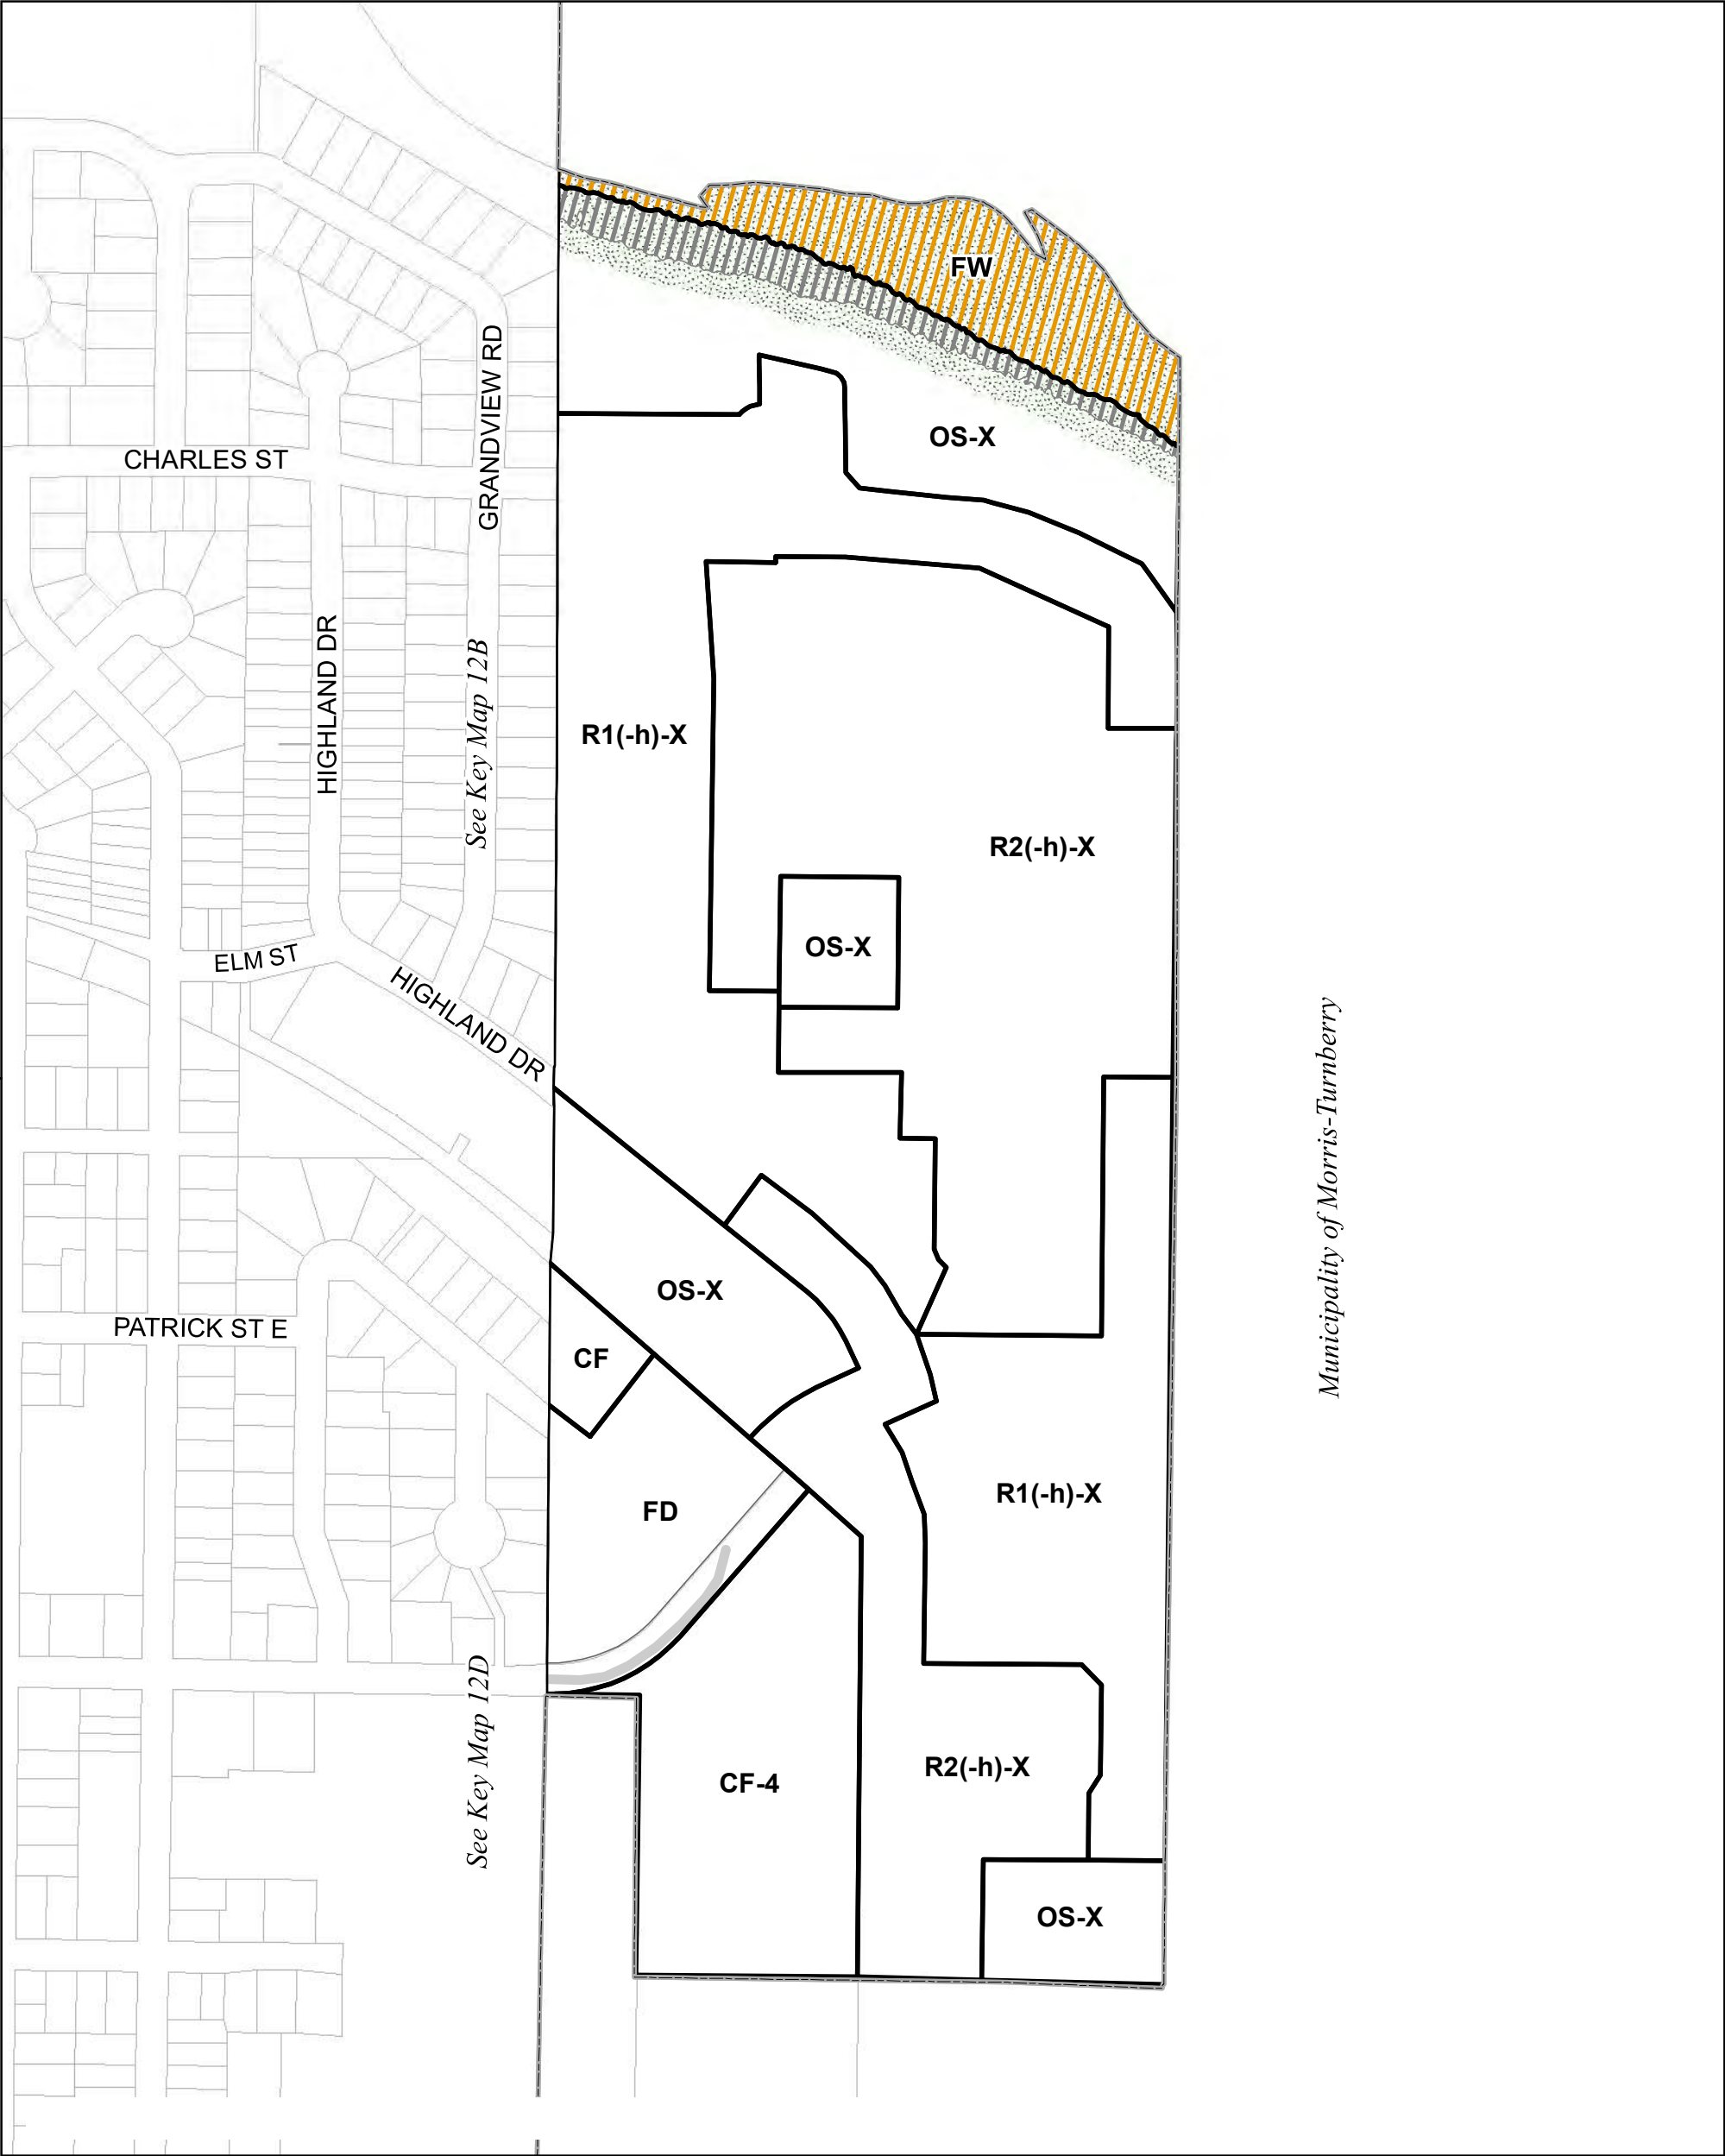 FW
OS-X
GRANDVIEW RD
CHARLES ST
HIGHLAND DR
See Key Map 12B
R1(-h)-X
R2(-h)-X
OS-X
ELM ST
HIGHLAND DR
Municipality of Morris-Turnberry
OS-X
PATRICK ST E
CF
R1(-h)-X
FD
See Key Map 12D
R2(-h)-X
CF-4
OS-X